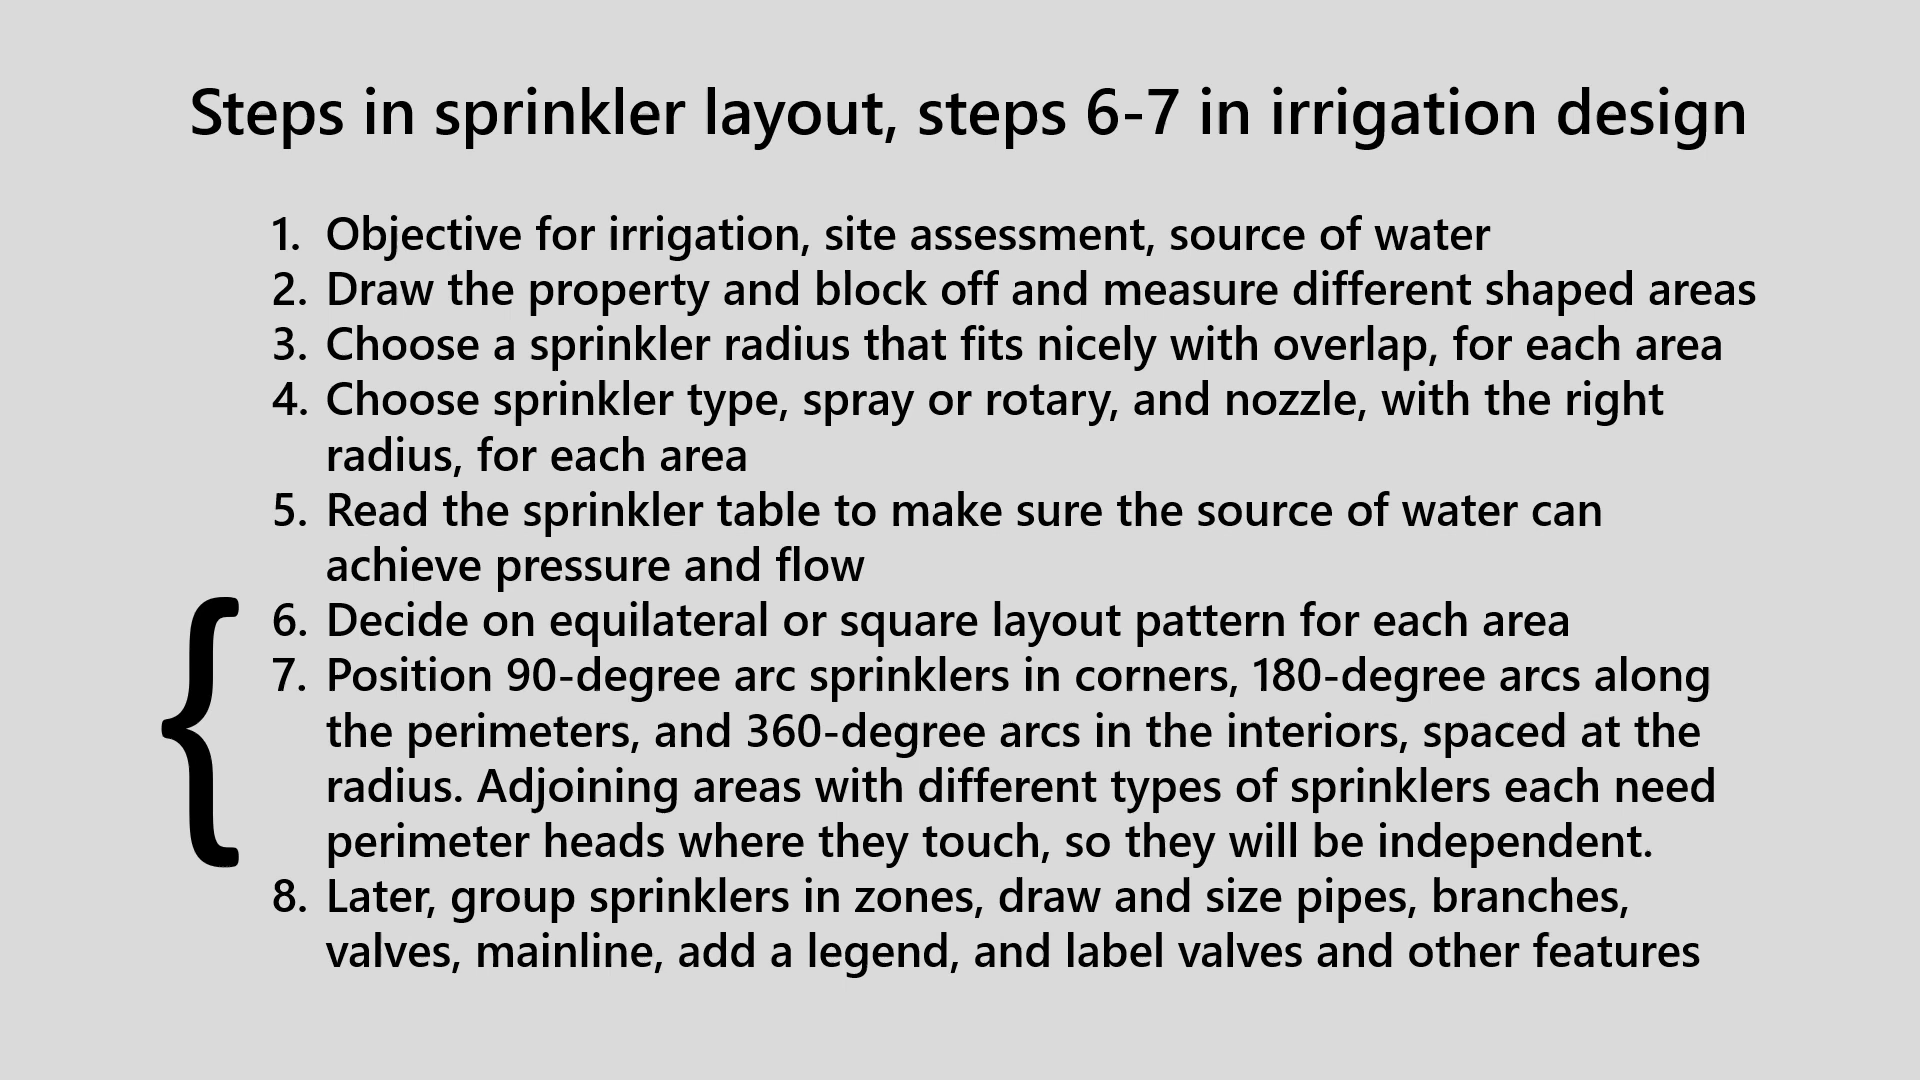 Steps in sprinkler layout, steps 6-7 in irrigation design
1. Objective for irrigation, site assessment, source of water
2. Draw the property and block off and measure different shaped areas
3. Choose a sprinkler radius that fits nicely with overlap, for each area
4. Choose sprinkler type, spray or rotary, and nozzle, with the right
radius, for each area
5. Read the sprinkler table to make sure the source of water can
achieve pressure and flow
6. Decide on equilateral or square layout pattern for each area
7. Position 90-degree arc sprinklers in corners, 180-degree arcs along
the perimeters, and 360-degree arcs in the interiors, spaced at the
radius. Adjoining areas with different types of sprinklers each need
perimeter heads where they touch, so they will be independent.
8. Later, group sprinklers in zones, draw and size pipes, branches,
valves, mainline, add a legend, and label valves and other features